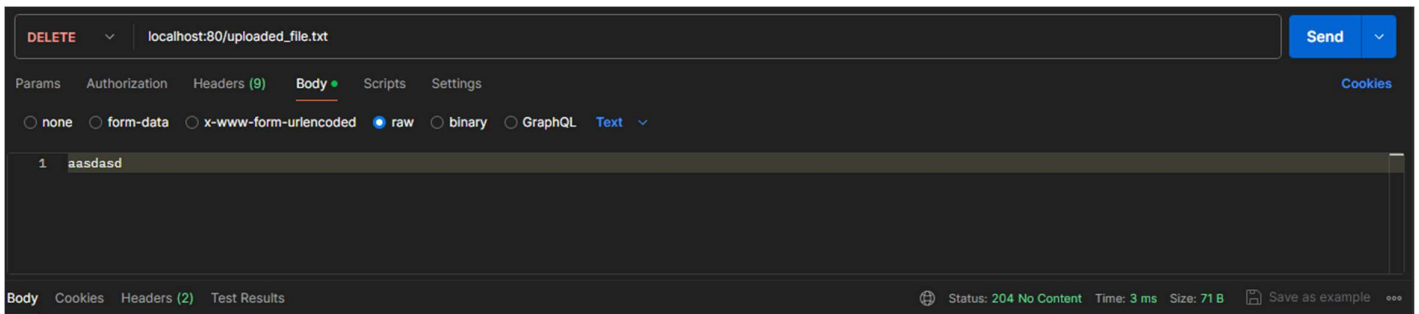 DELETE localhost:80/uploaded_file.txt Send
Params Authorization Headers (9) Body Scripts Settings Cookies
none form-data x-www-form-urlencoded raw binary GraphQL Text
1 aasdasd
Body Cookies Headers (2) Test Results Status: 204 No Content Time: 3 ms Size: 71 B Save as example